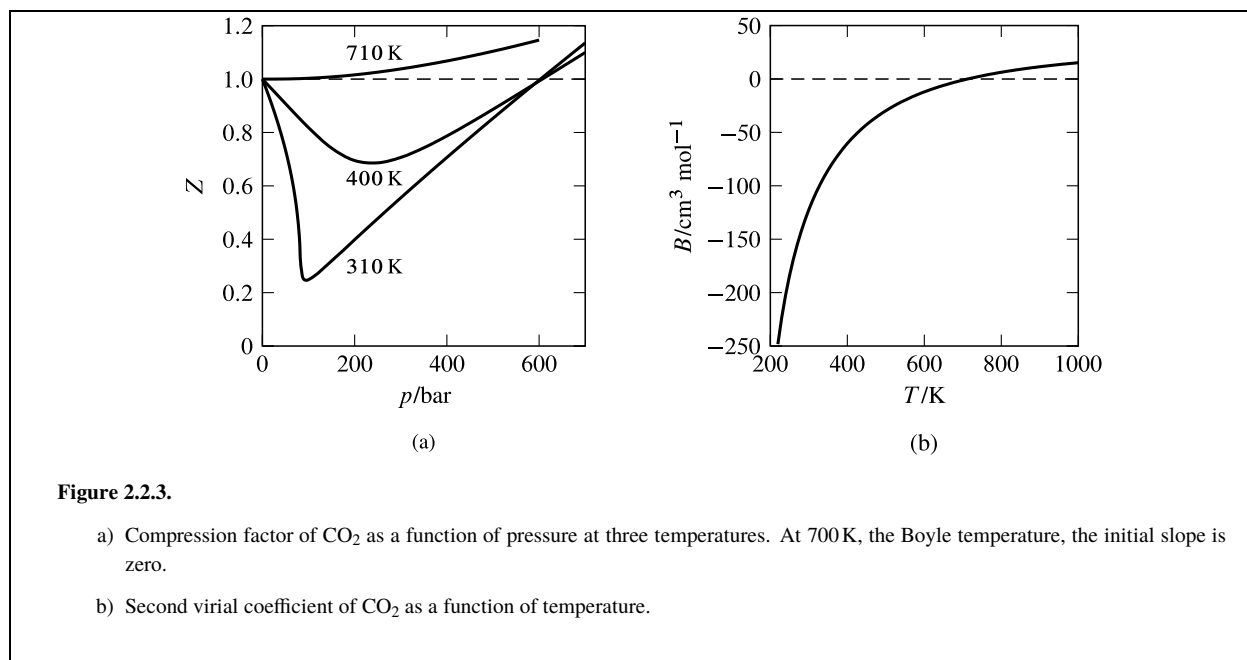 1.2
1.0
0.8
0.6
0.4
0.2
0
Z
710 K
400 K
310 K
0 200 400 600
p/bar
(a)
50
0
−50
−100
−150
−200
−250
B/cm³ mol⁻¹
200 400 600 800 1000
T/K
(b)
Figure 2.2.3.
a) Compression factor of CO₂ as a function of pressure at three temperatures. At 700 K, the Boyle temperature, the initial slope is
zero.
b) Second virial coefficient of CO₂ as a function of temperature.